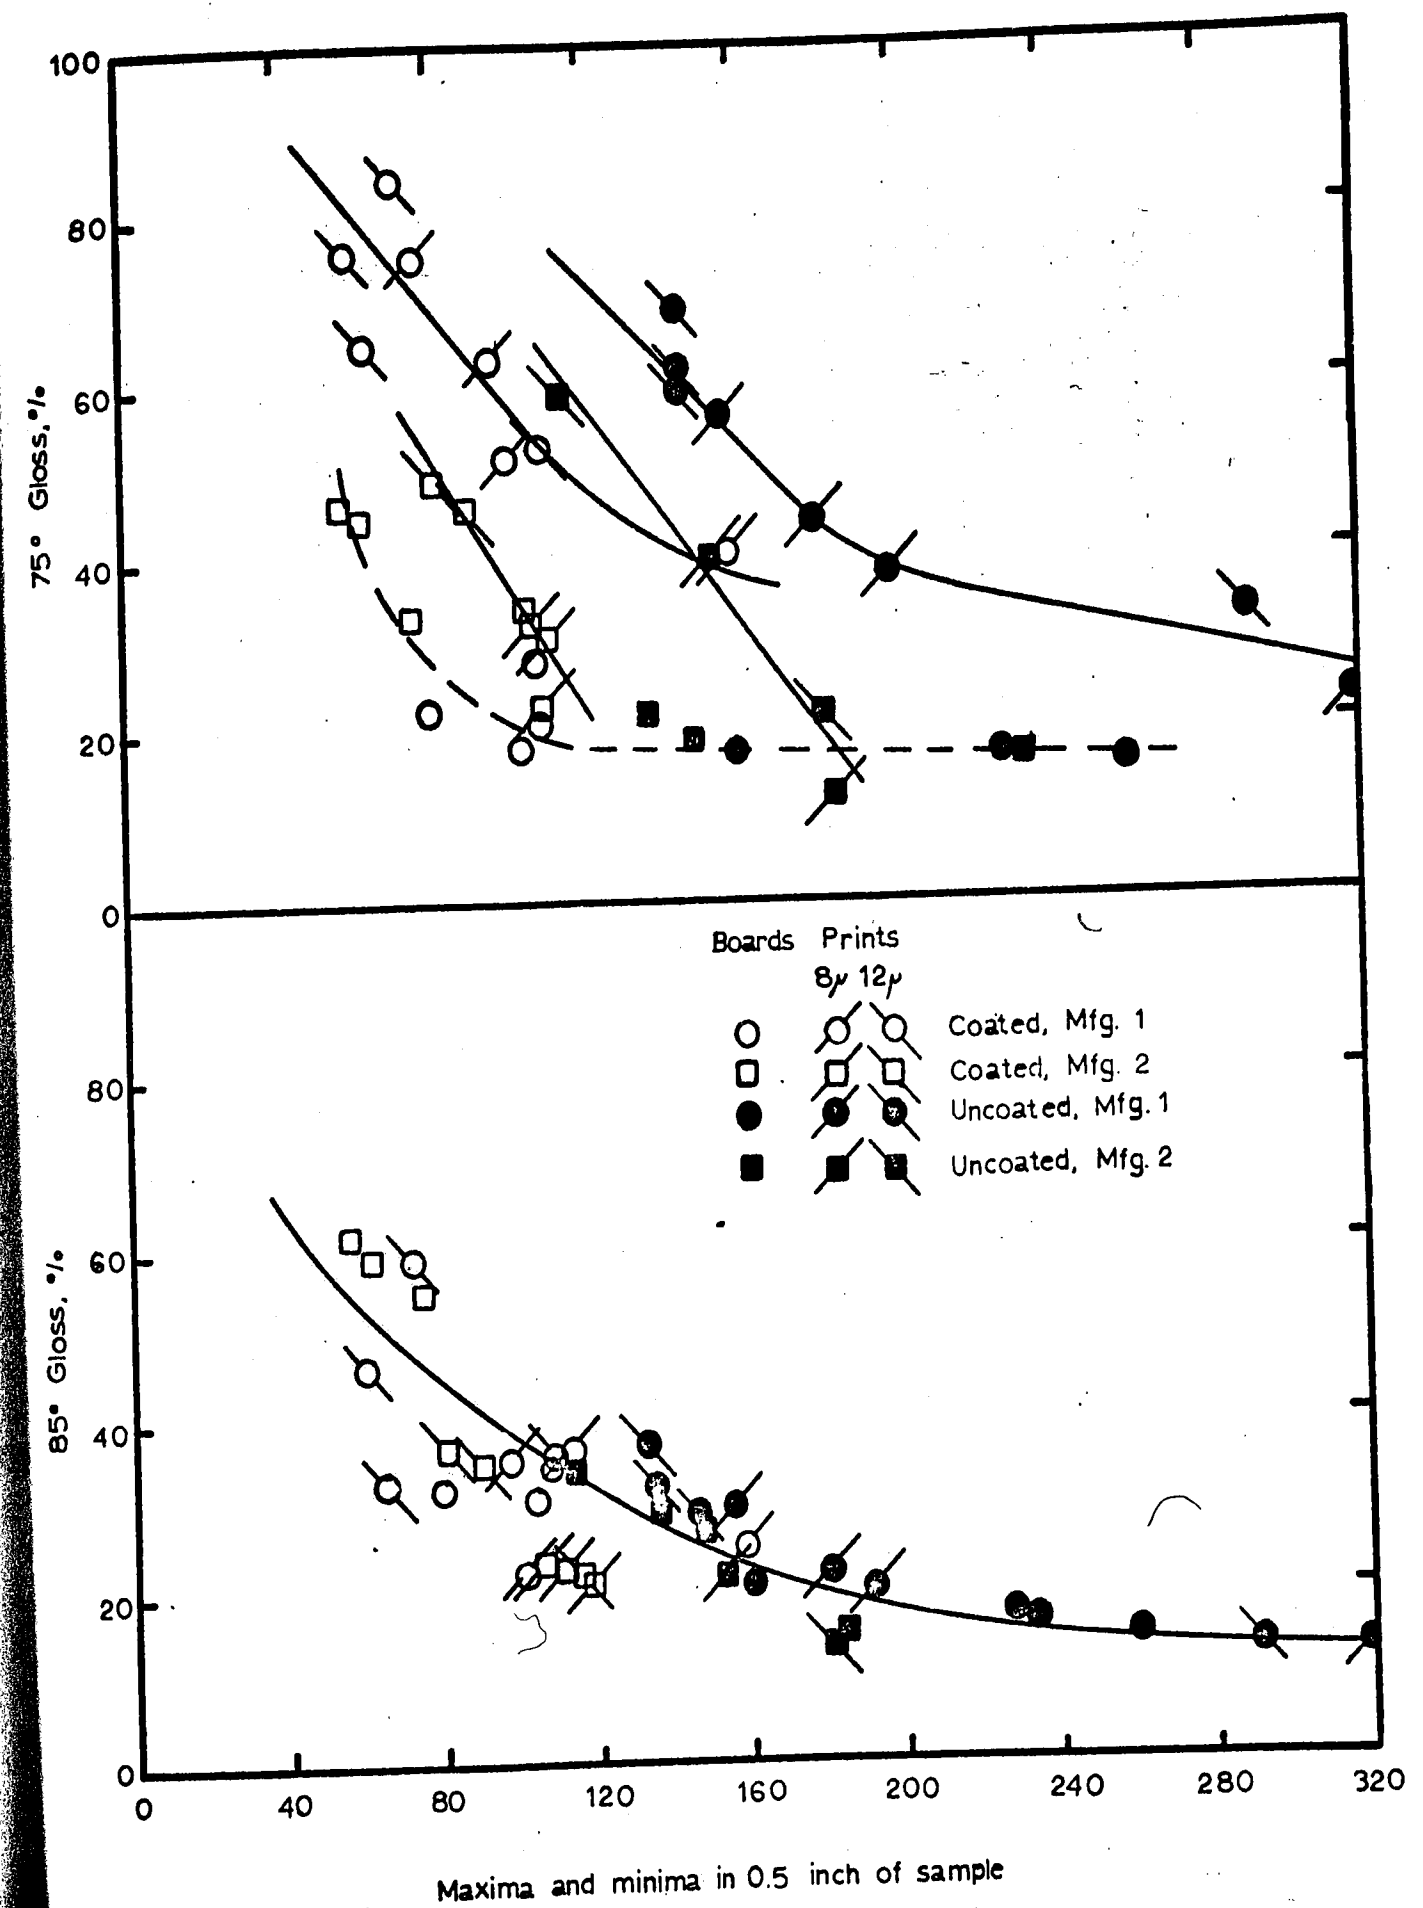 100
80
60
40
20
0
75° Gloss, %
Boards Prints
8μ 12μ
Coated, Mfg. 1
Coated, Mfg. 2
Uncoated, Mfg. 1
Uncoated, Mfg. 2
80
60
40
20
0
85° Gloss, %
0 40 80 120 160 200 240 280 320
Maxima and minima in 0.5 inch of sample